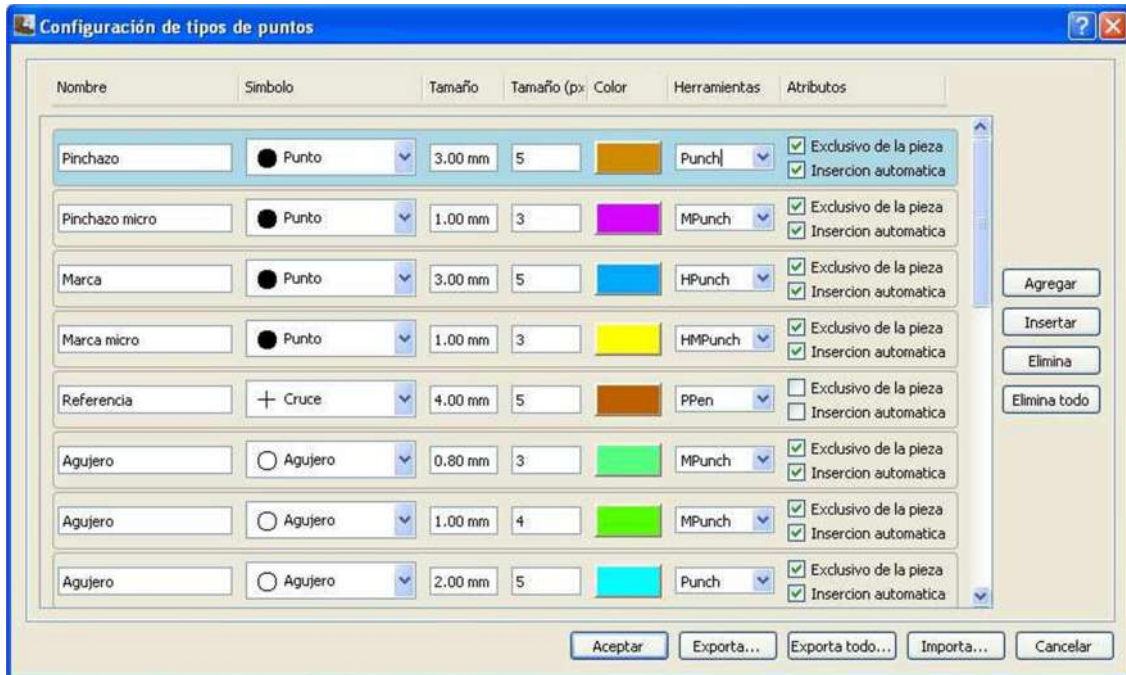 Configuración de tipos de puntos
Nombre Simbolo Tamaño Tamaño (px Color Herramientas Atributos
Pinchazo Punto 3.00 mm 5 Punch Exclusivo de la pieza
Insercion automatica
Pinchazo micro Punto 1.00 mm 3 MPunch Exclusivo de la pieza
Insercion automatica
Marca Punto 3.00 mm 5 HPunch Exclusivo de la pieza
Insercion automatica
Marca micro Punto 1.00 mm 3 HMPunch Exclusivo de la pieza
Insercion automatica
Referencia Cruce 4.00 mm 5 PPen Exclusivo de la pieza
Insercion automatica
Agujero Agujero 0.80 mm 3 MPunch Exclusivo de la pieza
Insercion automatica
Agujero Agujero 1.00 mm 4 MPunch Exclusivo de la pieza
Insercion automatica
Agujero Agujero 2.00 mm 5 Punch Exclusivo de la pieza
Insercion automatica
Agregar
Insertar
Elimina
Elimina todo
Aceptar Exporta... Exporta todo... Importa... Cancelar